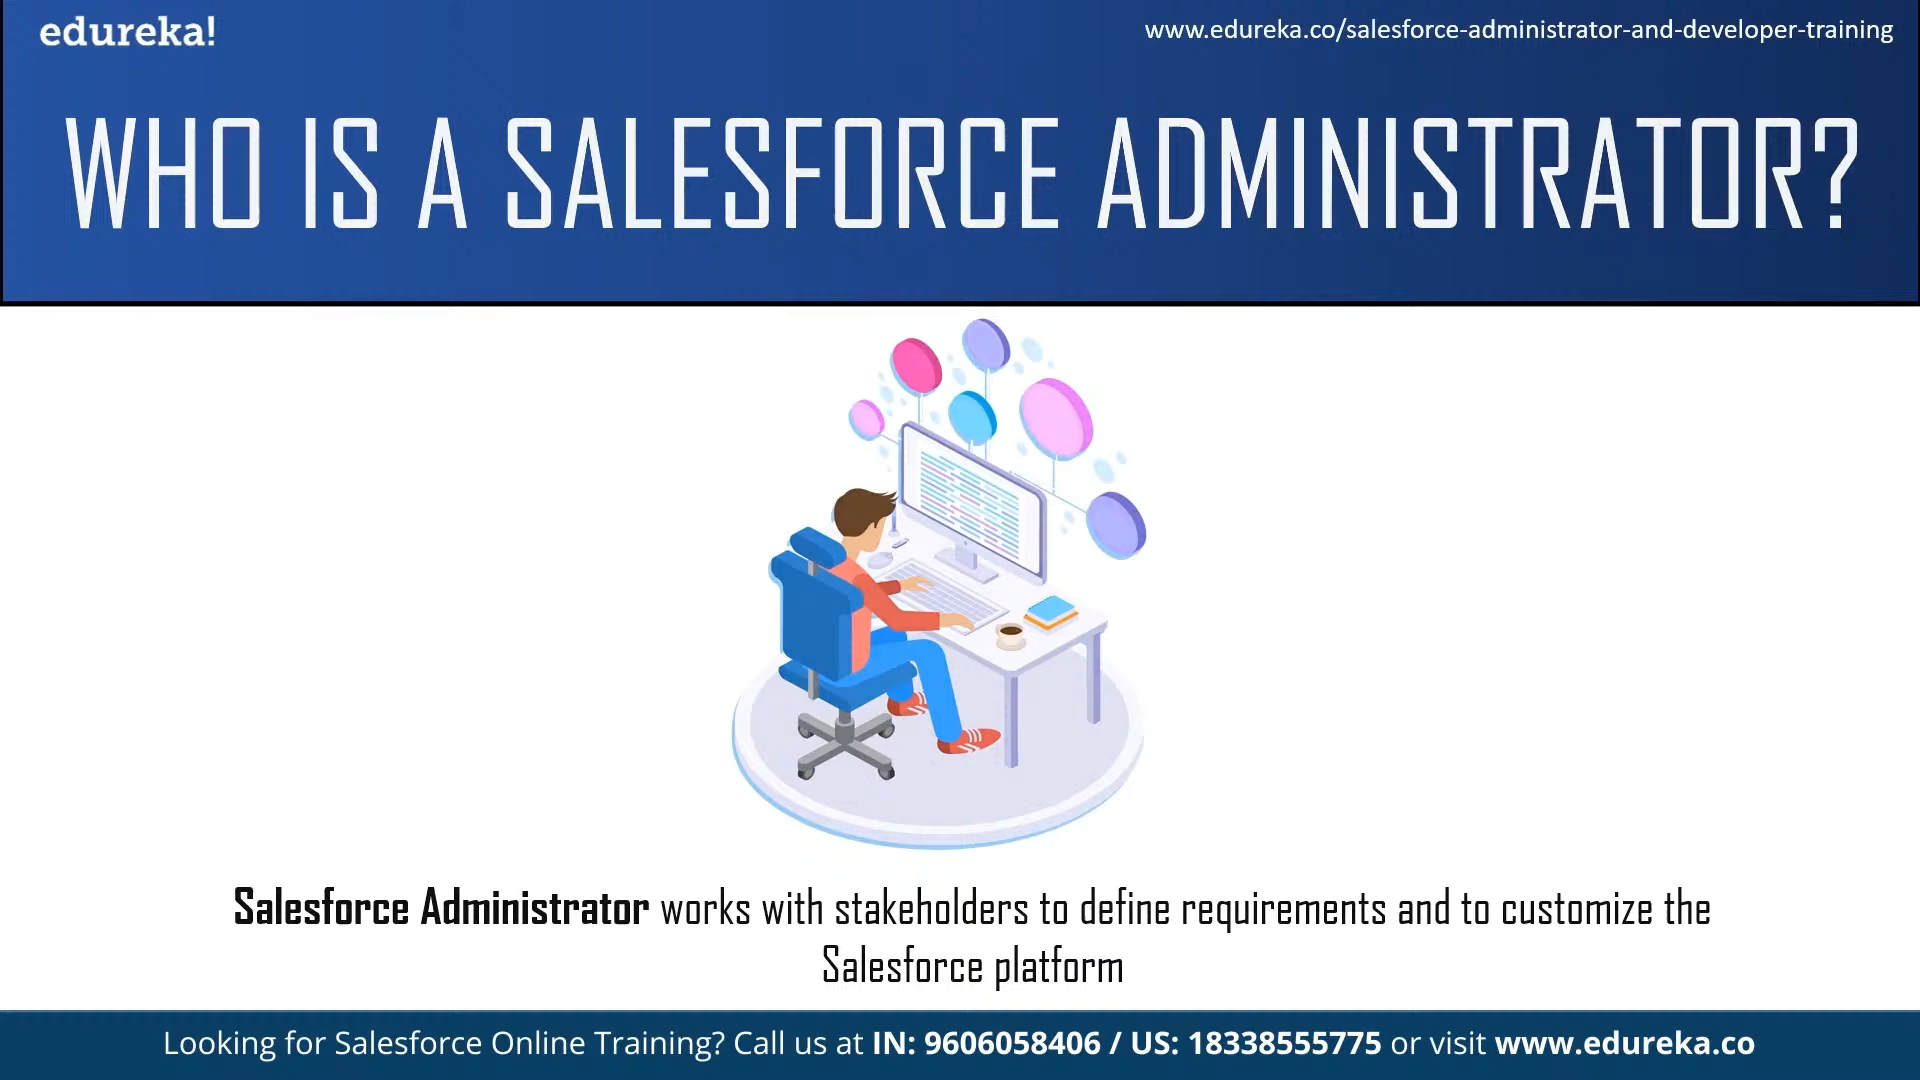 edureka!
www.edureka.co/salesforce-administrator-and-developer-training
WHO IS A SALESFORCE ADMINISTRATOR?
Salesforce Administrator works with stakeholders to define requirements and to customize the
Salesforce platform
Looking for Salesforce Online Training? Call us at IN: 9606058406 / US: 18338555775 or visit www.edureka.co